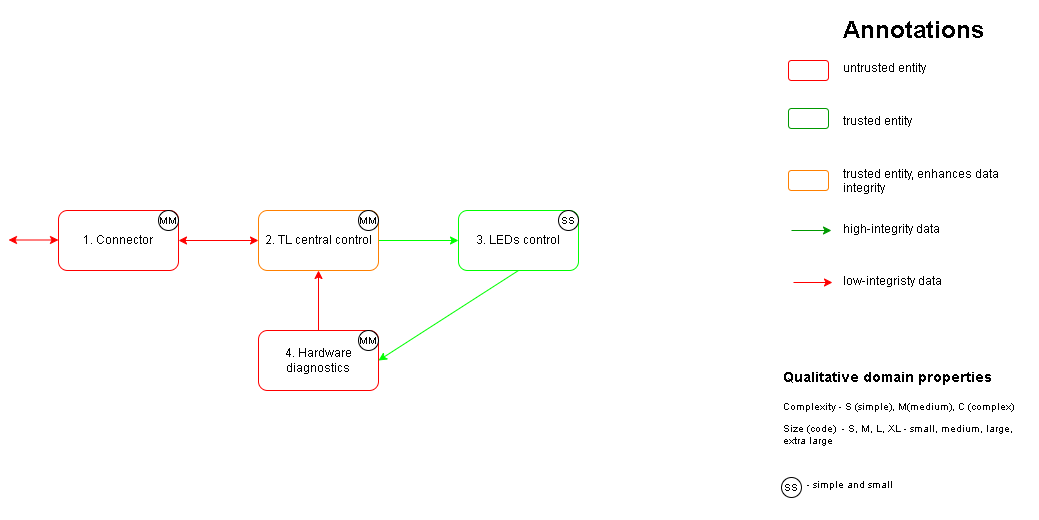 Annotations
untrusted entity
trusted entity
trusted entity, enhances data
integrity
high-integrity data
low-integristy data
MM
1. Connector
MM
2. TL central control
SS
3. LEDs control
MM
4. Hardware
diagnostics
Qualitative domain properties
Complexity - S (simple), M(medium), C (complex)
Size (code) - S, M, L, XL - small, medium, large,
extra large
SS - simple and small